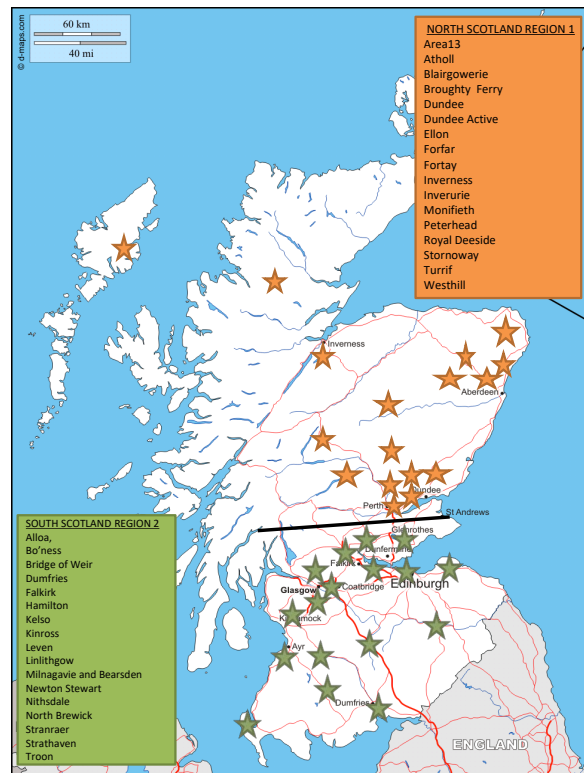 60 km
40 mi
© d-maps.com
NORTH SCOTLAND REGION 1
Area13
Atholl
Blairgowerie
Broughty Ferry
Dundee
Dundee Active
Ellon
Forfar
Fortay
Inverness
Inverurie
Monifieth
Peterhead
Royal Deeside
Stornoway
Turrif
Westhill
Inverness
Aberdeen
Dundee
Perth
St Andrews
Glenrothes
Dunfermline
Falkirk
Edinburgh
Glasgow
Coatbridge
Ayr
Dumfries
ENGLAND
SOUTH SCOTLAND REGION 2
Alloa,
Bo'ness
Bridge of Weir
Dumfries
Falkirk
Hamilton
Kelso
Kinross
Leven
Linlithgow
Milnagavie and Bearsden
Newton Stewart
Nithsdale
North Brewick
Stranraer
Strathaven
Troon